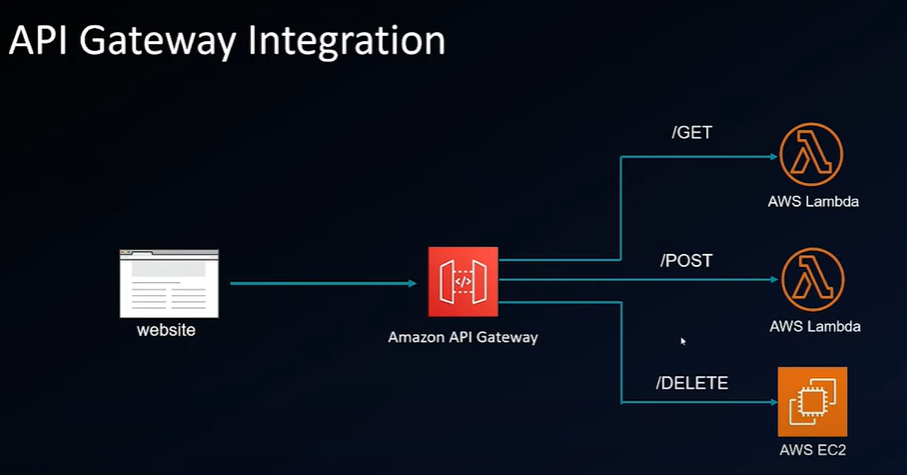 API Gateway Integration
/GET
AWS Lambda
/POST
website
Amazon API Gateway
AWS Lambda
/DELETE
AWS EC2